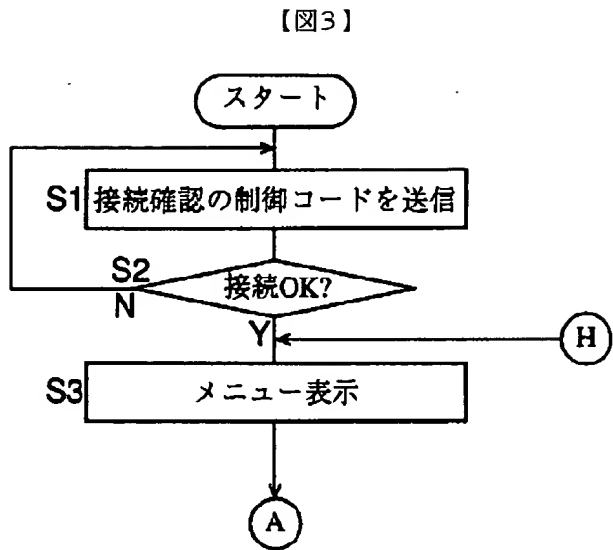 【図3】
スタート
S1 接続確認の制御コードを送信
S2
接続OK?
N
Y
H
S3 メニュー表示
A